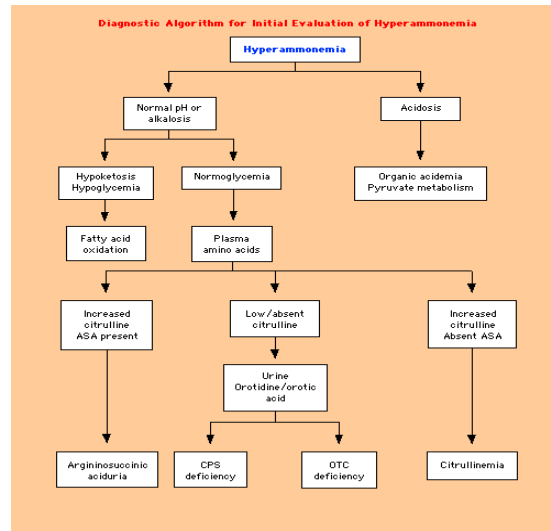 Diagnostic Algorithm for Initial Evaluation of Hyperammonemia
Hyperammonemia
Normal pH or
alkalosis
Acidosis
Hypoketosis
Hypoglycemia
Normoglycemia
Organic acidemia
Pyruvate metabolism
Fatty acid
oxidation
Plasma
amino acids
Increased
citrulline
ASA present
Low/absent
citrulline
Increased
citrulline
Absent ASA
Urine
Orotidine/orotic
acid
Argininosuccinic
aciduria
CPS
deficiency
OTC
deficiency
Citrullinemia